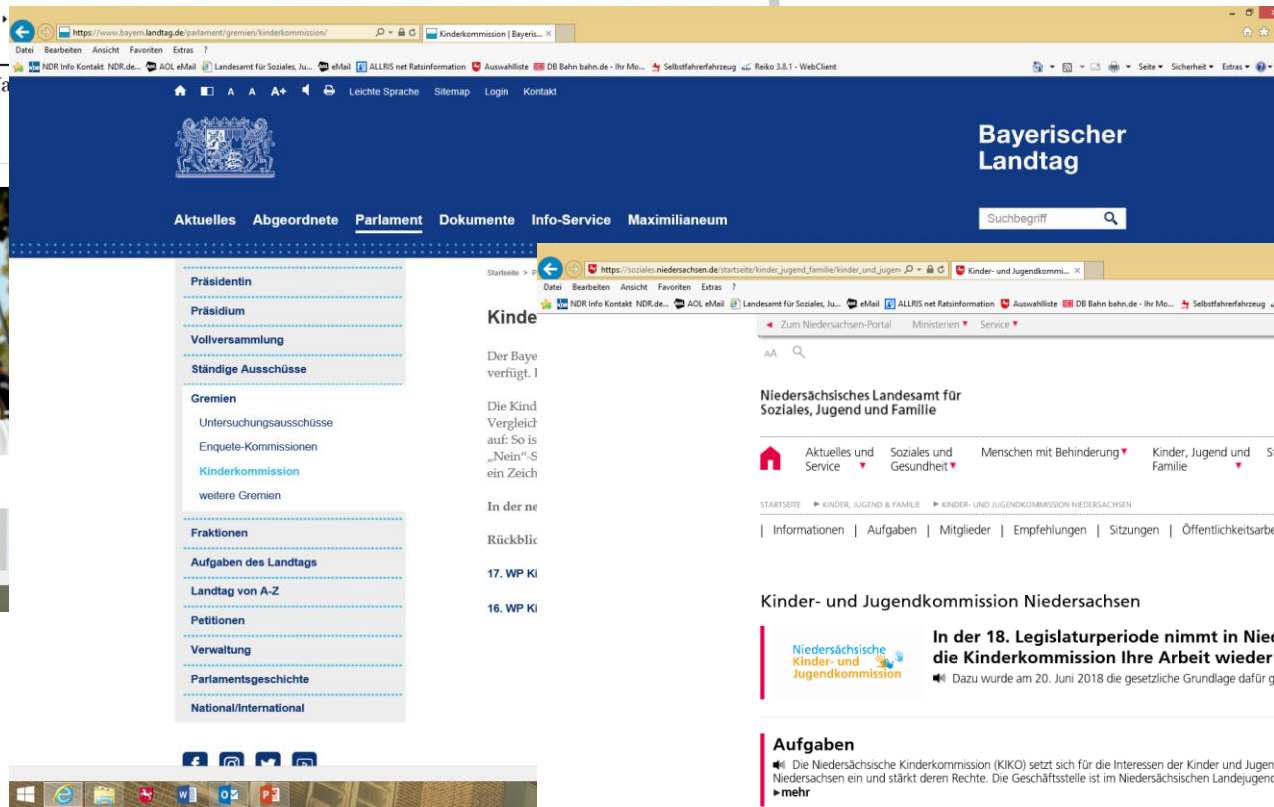 https://www.bayern.landtag.de/parlament/gremien/kinderkommission/
Kinderkommission | Bayeris...
Datei Bearbeiten Ansicht Favoriten Extras ?
NDR Info Kontakt NDR.de... AOL eMail Landesamt für Soziales, Ju... eMail ALLRIS net Ratsinformation Auswahlliste DB Bahn bahn.de - Ihr Mo... Selbstfahrerfahrzeug Reiko 3.8.1 - WebClient
Seite Sicherheit Extras
A A A+ Leichte Sprache Sitemap Login Kontakt
Bayerischer
Landtag
Aktuelles Abgeordnete Parlament Dokumente Info-Service Maximilianeum
Suchbegriff
Präsidentin
Präsidium
Vollversammlung
Ständige Ausschüsse
Gremien
Untersuchungsausschüsse
Enquete-Kommissionen
Kinderkommission
weitere Gremien
Fraktionen
Aufgaben des Landtags
Landtag von A-Z
Petitionen
Verwaltung
Parlamentsgeschichte
National/International
Startseite > P
Kinde
Der Baye
verfügt. I
Die Kind
Vergleich
auf: So is
„Nein“-S
ein Zeich
In der ne
Rückblic
17. WP Ki
16. WP Ki
https://soziales.niedersachsen.de/startseite/kinder_jugend_familie/kinder_und_jugen
Kinder- und Jugendkommi...
Datei Bearbeiten Ansicht Favoriten Extras ?
NDR Info Kontakt NDR.de... AOL eMail Landesamt für Soziales, Ju... eMail ALLRIS net Ratsinformation Auswahlliste DB Bahn bahn.de - Ihr Mo... Selbstfahrerfahrzeug
Zum Niedersachsen-Portal Ministerien Service
AA
Niedersächsisches Landesamt für
Soziales, Jugend und Familie
Aktuelles und Service
Soziales und Gesundheit
Menschen mit Behinderung
Kinder, Jugend und Familie
STARTSEITE KINDER, JUGEND & FAMILIE KINDER- UND JUGENDKOMMISSION NIEDERSACHSEN
| Informationen | Aufgaben | Mitglieder | Empfehlungen | Sitzungen | Öffentlichkeitsarbe
Kinder- und Jugendkommission Niedersachsen
Niedersächsische
Kinder- und
Jugendkommission
In der 18. Legislaturperiode nimmt in Nied
die Kinderkommission Ihre Arbeit wieder
Dazu wurde am 20. Juni 2018 die gesetzliche Grundlage dafür g
Aufgaben
Die Niedersächsische Kinderkommission (KIKO) setzt sich für die Interessen der Kinder und Jugen
Niedersachsen ein und stärkt deren Rechte. Die Geschäftsstelle ist im Niedersächsischen Landejugend
►mehr